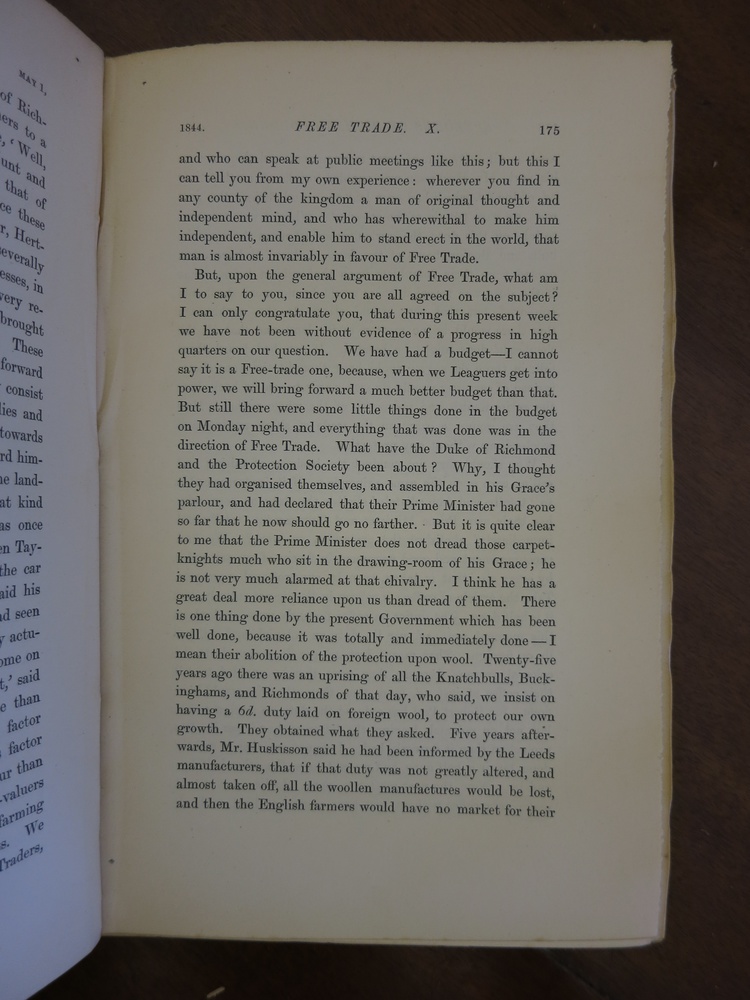 MAY 1,
of Rich-
ers to a
, ‘ Well,
unt and
that of
ce these
r, Hert-
everally
esses, in
very re-
brought
These
forward
consist
lies and
towards
rd him-
e land-
at kind
as once
en Tay-
the car
aid his
d seen
y actu-
ome on
t,’ said
e than
factor
factor
ur than
-valuers
farming
s. We
Traders,
1844. FREE TRADE. X. 175
and who can speak at public meetings like this; but this I
can tell you from my own experience: wherever you find in
any county of the kingdom a man of original thought and
independent mind, and who has wherewithal to make him
independent, and enable him to stand erect in the world, that
man is almost invariably in favour of Free Trade.
But, upon the general argument of Free Trade, what am
I to say to you, since you are all agreed on the subject?
I can only congratulate you, that during this present week
we have not been without evidence of a progress in high
quarters on our question. We have had a budget—I cannot
say it is a Free-trade one, because, when we Leaguers get into
power, we will bring forward a much better budget than that.
But still there were some little things done in the budget
on Monday night, and everything that was done was in the
direction of Free Trade. What have the Duke of Richmond
and the Protection Society been about? Why, I thought
they had organised themselves, and assembled in his Grace’s
parlour, and had declared that their Prime Minister had gone
so far that he now should go no farther. But it is quite clear
to me that the Prime Minister does not dread those carpet-
knights much who sit in the drawing-room of his Grace; he
is not very much alarmed at that chivalry. I think he has a
great deal more reliance upon us than dread of them. There
is one thing done by the present Government which has been
well done, because it was totally and immediately done—I
mean their abolition of the protection upon wool. Twenty-five
years ago there was an uprising of all the Knatchbulls, Buck-
inghams, and Richmonds of that day, who said, we insist on
having a 6d. duty laid on foreign wool, to protect our own
growth. They obtained what they asked. Five years after-
wards, Mr. Huskisson said he had been informed by the Leeds
manufacturers, that if that duty was not greatly altered, and
almost taken off, all the woollen manufactures would be lost,
and then the English farmers would have no market for their